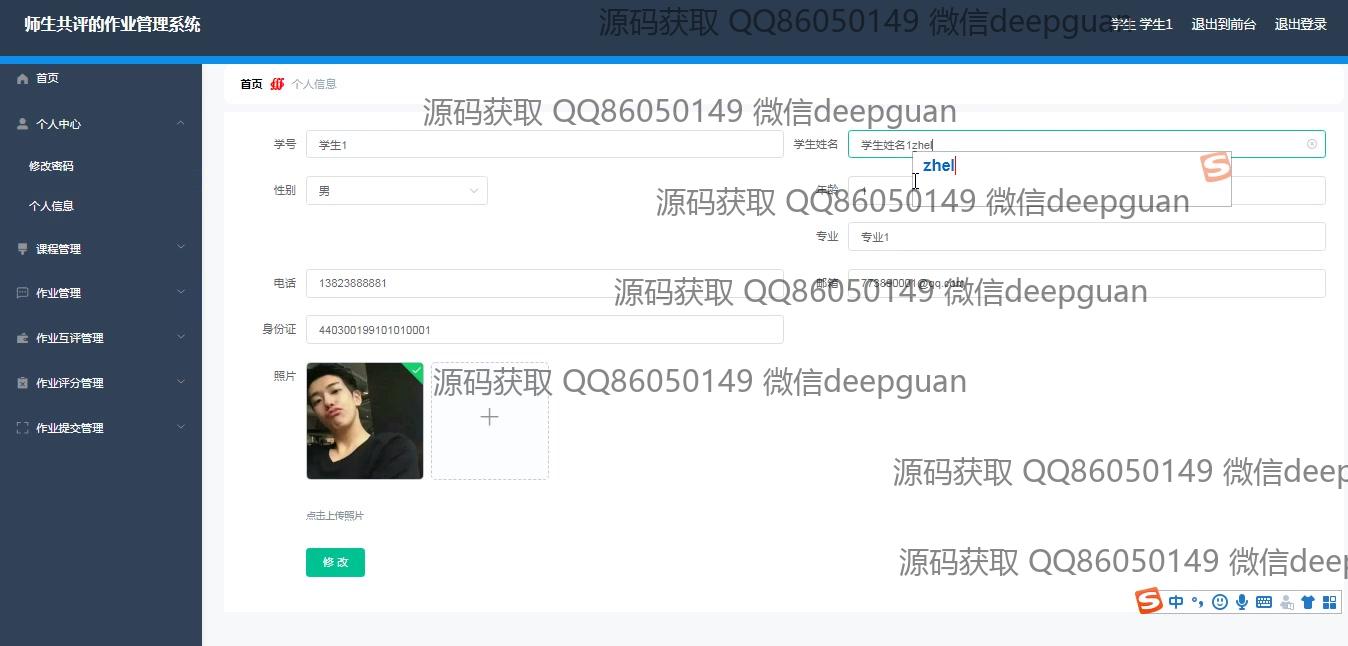 师生共评的作业管理系统
源码获取 QQ86050149 微信deepguan
学生 学生1 退出到前台 退出登录
首页
首页 个人信息
个人中心
源码获取 QQ86050149 微信deepguan
修改密码
个人信息
课程管理
作业管理
作业互评管理
作业评分管理
作业提交管理
学号 学生1
学生姓名 学生姓名1zhel
zhel
性别 男
年龄
源码获取 QQ86050149 微信deepguan
专业 专业1
电话 13823888881
邮箱 773890001@qq.com
源码获取 QQ86050149 微信deepguan
身份证 440300199101010001
照片
源码获取 QQ86050149 微信deepguan
源码获取 QQ86050149 微信deep
点击上传照片
修改
源码获取 QQ86050149 微信deep
中